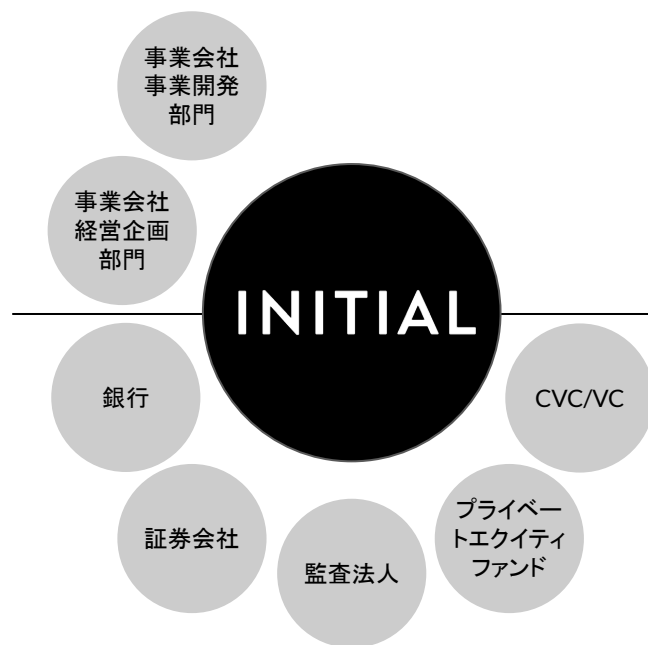 事業会社
事業開発
部門
事業会社
経営企画
部門
INITIAL
銀行
CVC/VC
証券会社
監査法人
プライベー
トエクイティ
ファンド